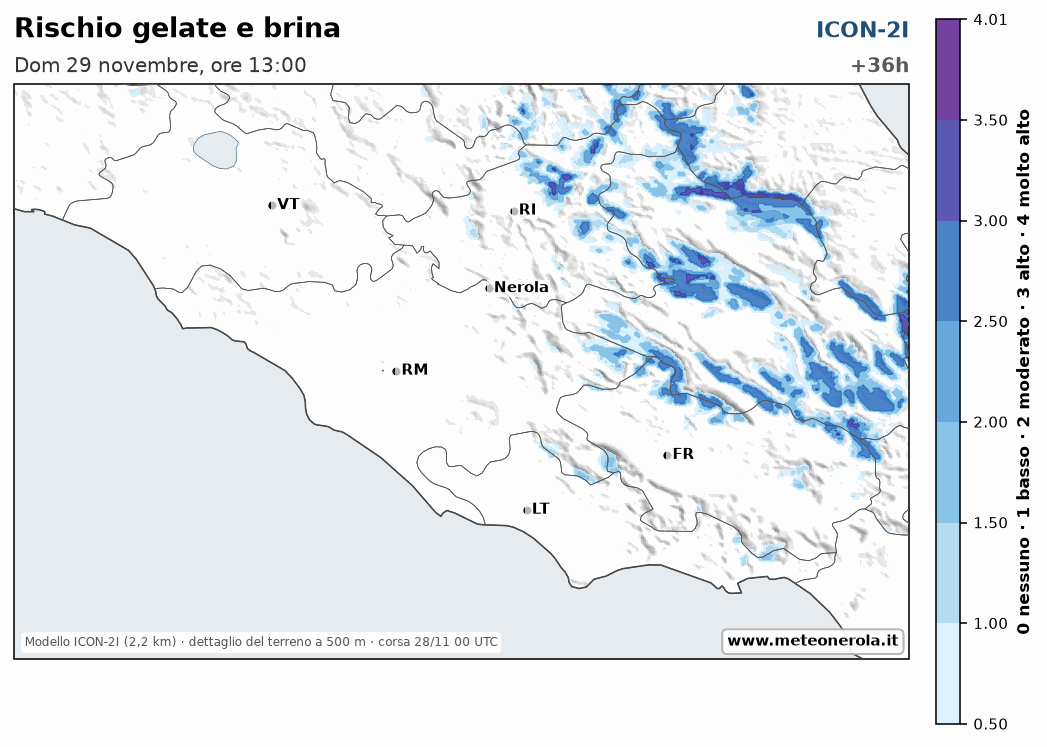 Rischio gelate e brina
ICON-2I
Dom 29 novembre, ore 13:00
+36h
VT
RI
Nerola
RM
FR
LT
Modello ICON-2I (2,2 km) · dettaglio del terreno a 500 m · corsa 28/11 00 UTC
www.meteonerola.it
4.01
3.50
3.00
2.50
2.00
1.50
1.00
0.50
0 nessuno · 1 basso · 2 moderato · 3 alto · 4 molto alto